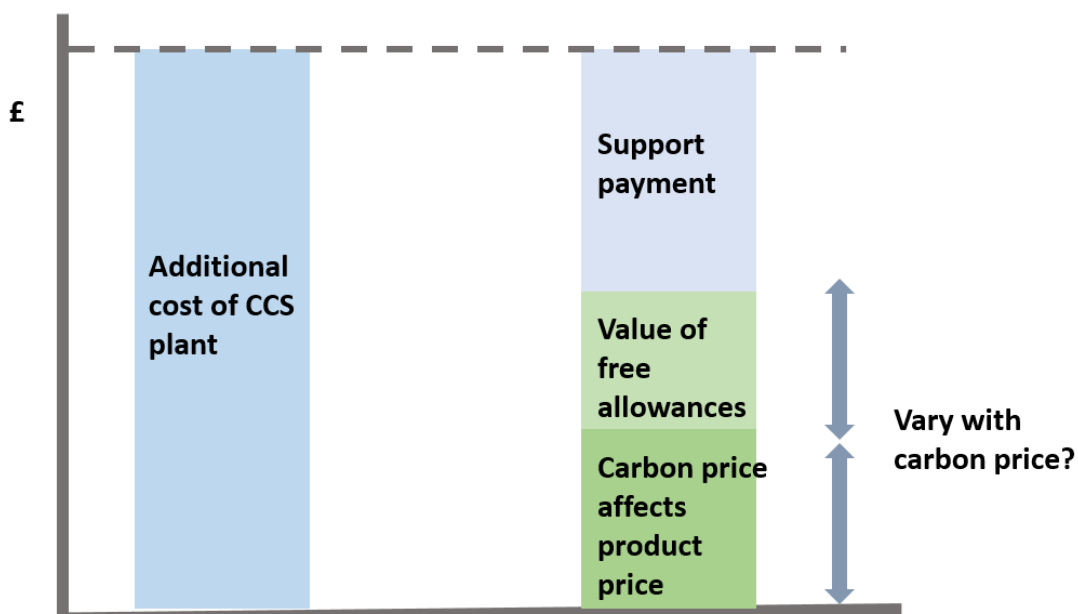 £
Support
payment
Additional
cost of CCS
plant
Value of
free
allowances
Vary with
carbon price?
Carbon price
affects
product
price